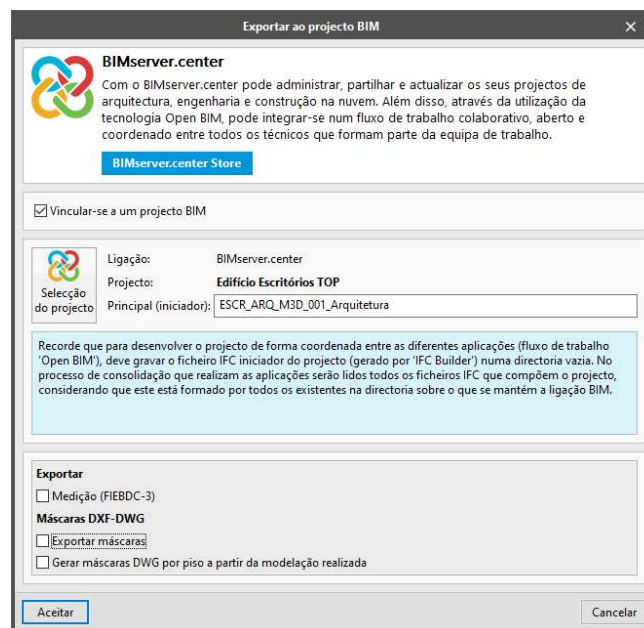 Exportar ao projecto BIM
BIMserver.center
Com o BIMserver.center pode administrar, partilhar e actualizar os seus projectos de
arquitectura, engenharia e construção na nuvem. Além disso, através da utilização da
tecnologia Open BIM, pode integrar-se num fluxo de trabalho colaborativo, aberto e
coordenado entre todos os técnicos que formam parte da equipa de trabalho.
BIMserver.center Store
Vincular-se a um projecto BIM
Selecção
do projecto
Ligação: BIMserver.center
Projecto: Edifício Escritórios TOP
Principal (iniciador): ESCR_ARQ_M3D_001_Arquitetura
Recorde que para desenvolver o projecto de forma coordenada entre as diferentes aplicações (fluxo de trabalho
'Open BIM'), deve gravar o ficheiro IFC iniciador do projecto (gerado por 'IFC Builder') numa directoria vazia. No
processo de consolidação que realizam as aplicações serão lidos todos os ficheiros IFC que compõem o projecto,
considerando que este está formado por todos os existentes na directoria sobre o que se mantém a ligação BIM.
Exportar
Medição (FIEBDC-3)
Máscaras DXF-DWG
Exportar máscaras
Gerar máscaras DWG por piso a partir da modelação realizada
Aceitar
Cancelar